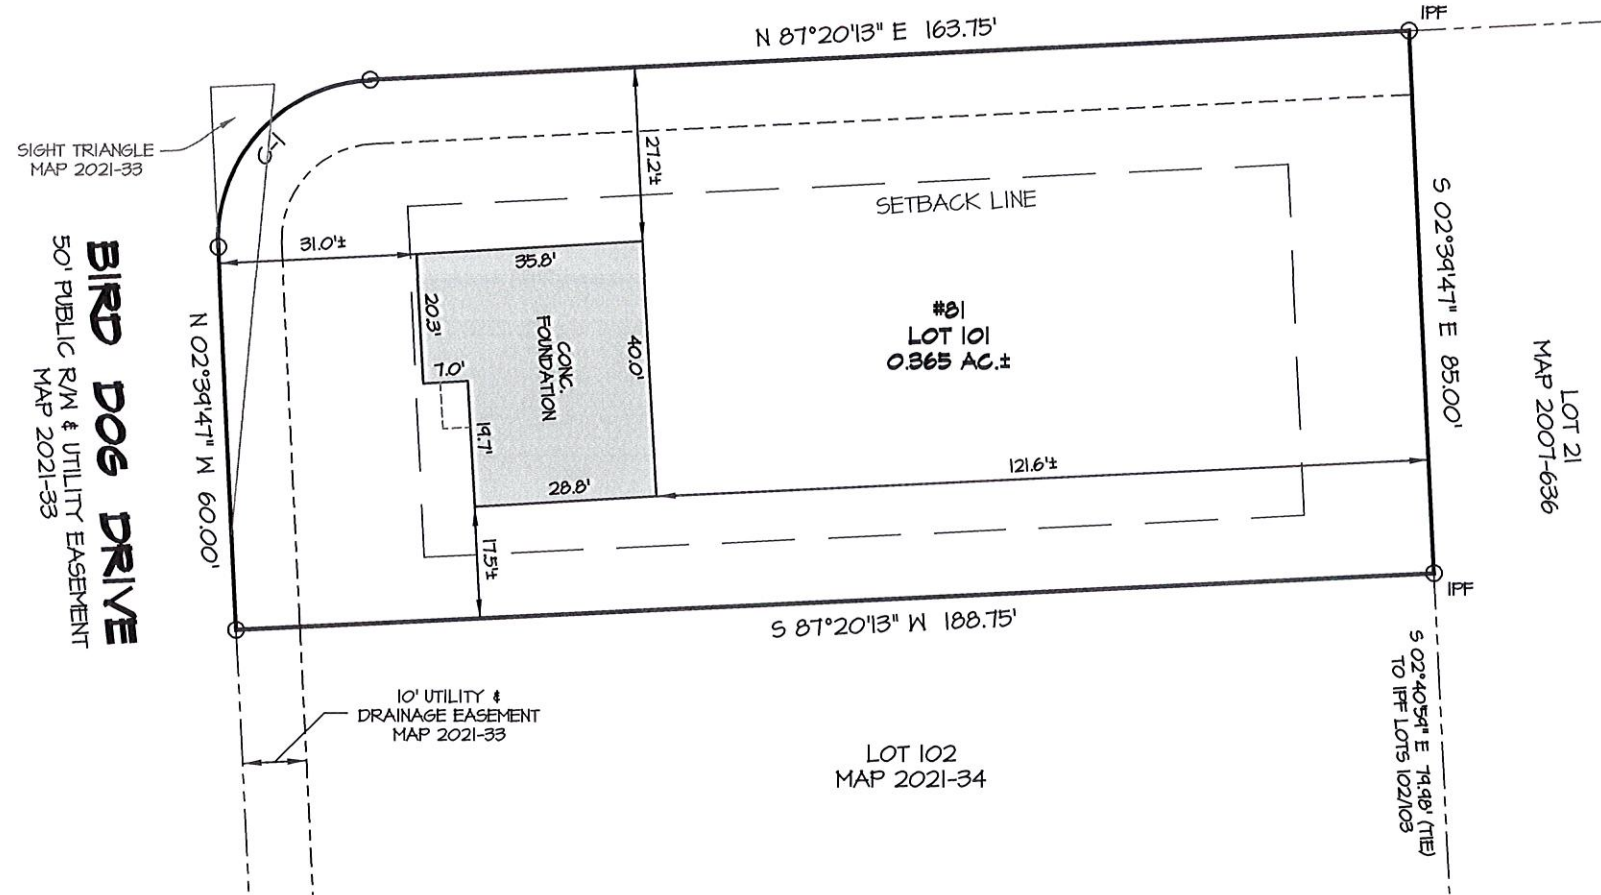 IPF
N 87°20'13" E 163.75'
SIGHT TRIANGLE
MAP 2021-33
C-1
27.2'±
SETBACK LINE
31.0'±
35.8'
20.3'
7.0'
CONC.
FOUNDATION
40.0'
19.7'
28.8'
17.5'±
#81
LOT 101
0.365 AC.±
121.6'±
S 02°39'47" E 85.00'
LOT 21
MAP 2007-636
BIRD DOG DRIVE
50' PUBLIC R/W & UTILITY EASEMENT
MAP 2021-33
N 02°39'47" W 60.00'
IPF
S 87°20'13" W 188.75'
S 02°40'59" E 79.98' (TIE)
TO IPF LOTS 102/103
10' UTILITY &
DRAINAGE EASEMENT
MAP 2021-33
LOT 102
MAP 2021-34